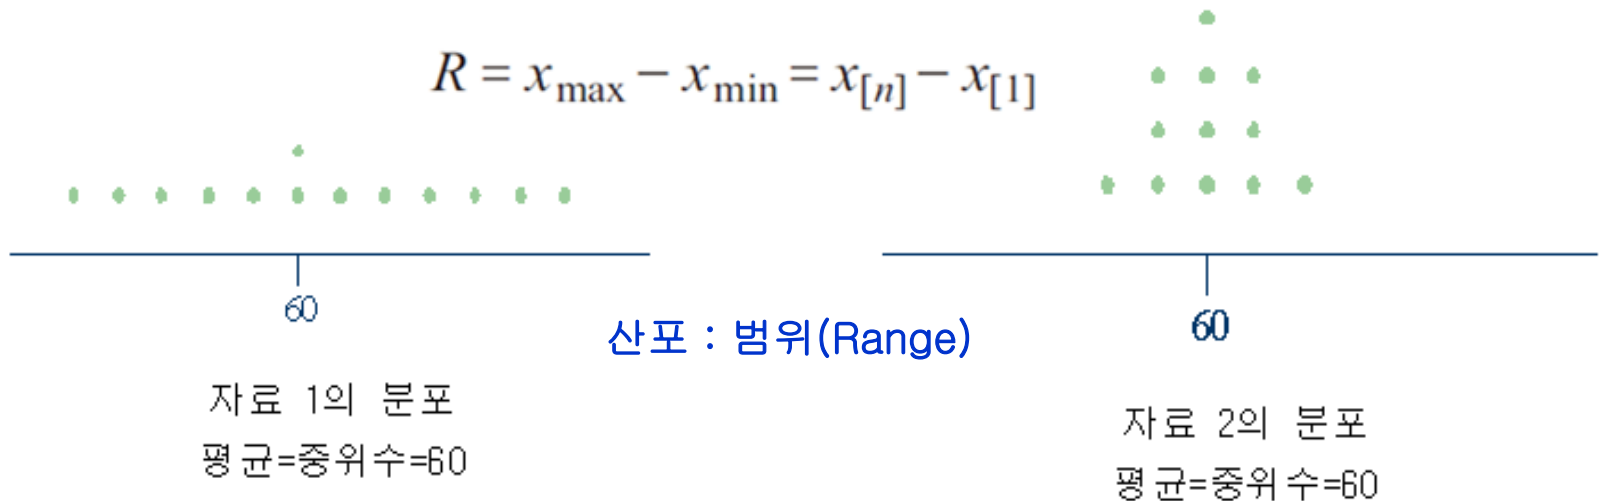 R = x_max − x_min = x_[n] − x_[1]
60
60
산포 : 범위(Range)
자료 1의 분포
평균=중위수=60
자료 2의 분포
평균=중위수=60